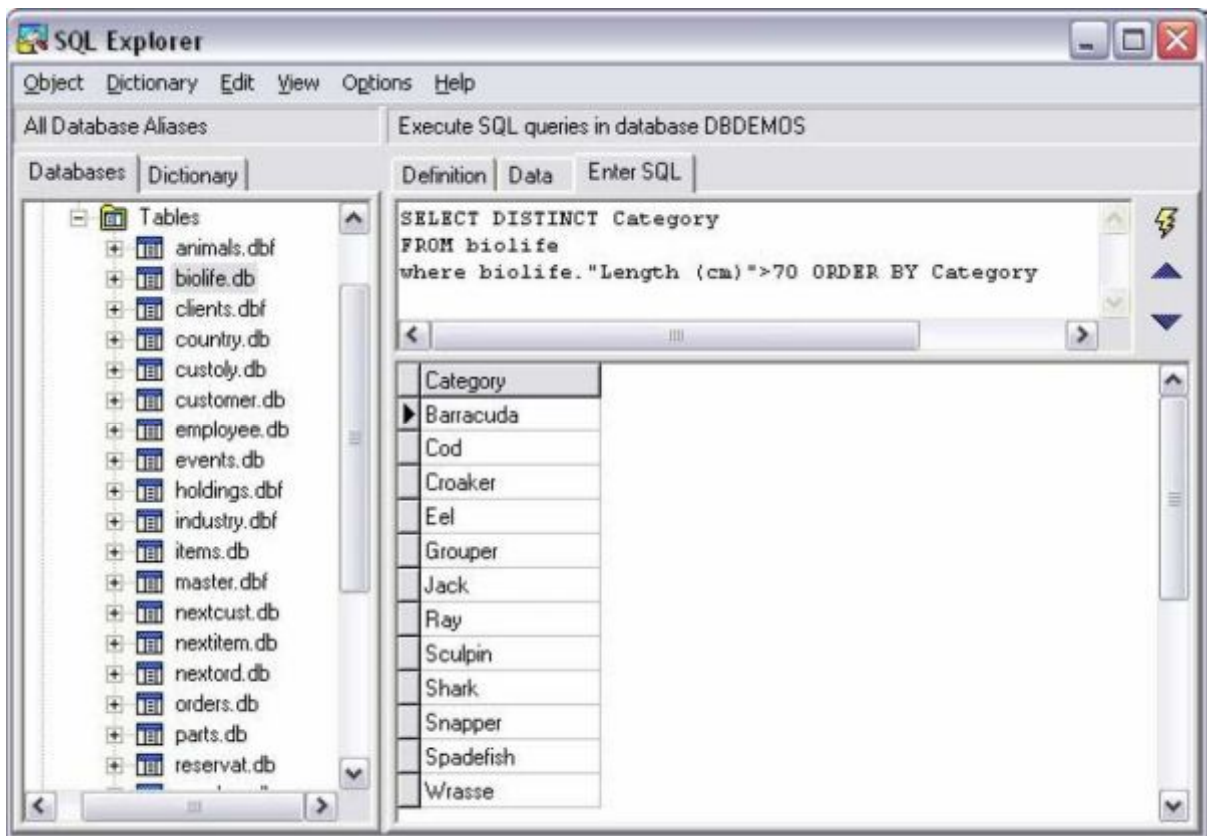 SQL Explorer
Object Dictionary Edit View Options Help
All Database Aliases
Execute SQL queries in database DBDEMOS
Databases Dictionary
Definition Data Enter SQL
Tables
animals.dbf
biolife.db
clients.dbf
country.db
custoly.db
customer.db
employee.db
events.db
holdings.dbf
industry.dbf
items.db
master.dbf
nextcust.db
nextitem.db
nextord.db
orders.db
parts.db
reservat.db
SELECT DISTINCT Category
FROM biolife
where biolife."Length (cm)">70 ORDER BY Category
Category
Barracuda
Cod
Croaker
Eel
Grouper
Jack
Ray
Sculpin
Shark
Snapper
Spadefish
Wrasse